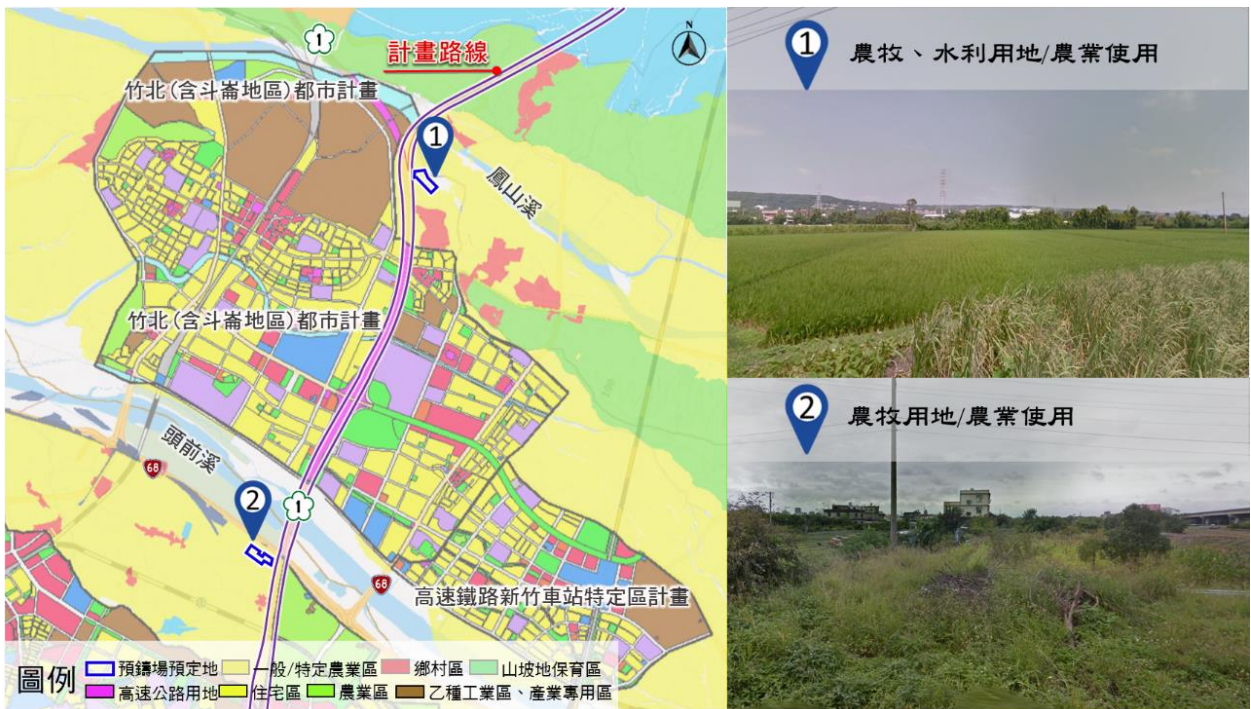 1
N
計畫路線
竹北(含斗崙地區)都市計畫
1
鳳山溪
竹北(含斗崙地區)都市計畫
頭前溪
68
2
1
68
高速鐵路新竹車站特定區計畫
圖例
預鑄場預定地
一般/特定農業區
鄉村區
山坡地保育區
高速公路用地
住宅區
農業區
乙種工業區、產業專用區
1
農牧、水利用地/農業使用
2
農牧用地/農業使用